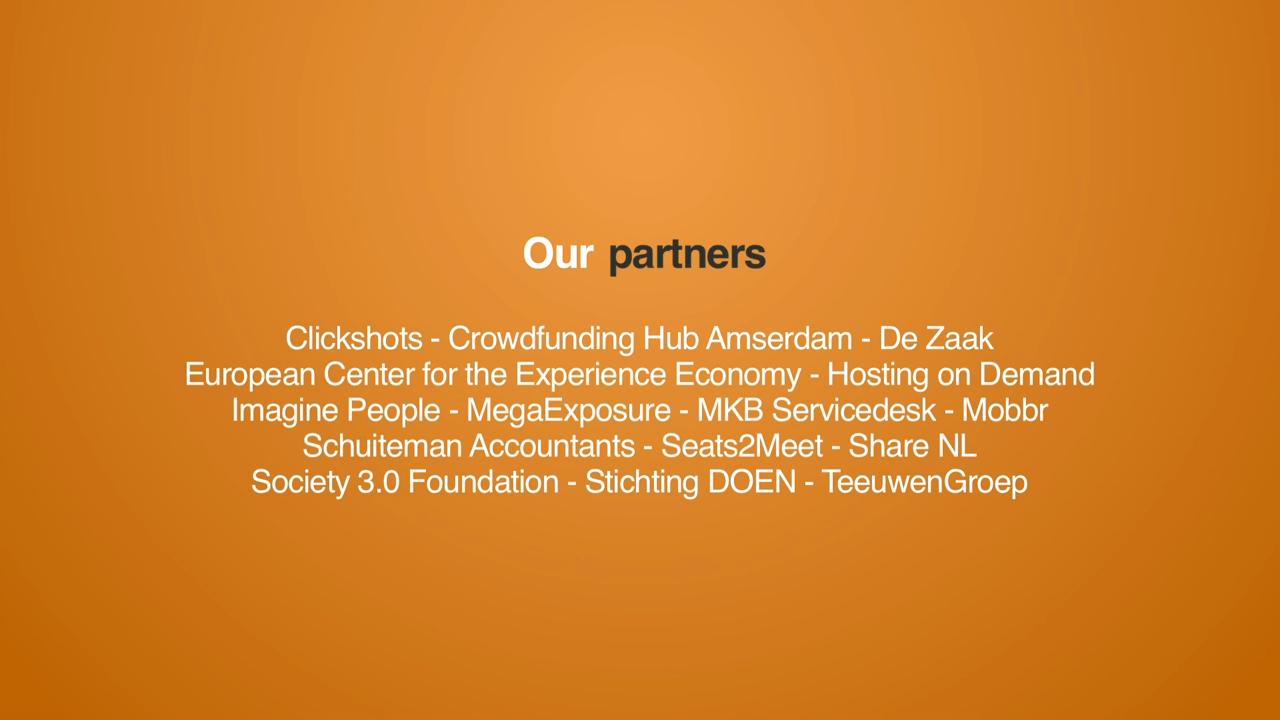 Our partners
Clickshots - Crowdfunding Hub Amserdam - De Zaak
European Center for the Experience Economy - Hosting on Demand
Imagine People - MegaExposure - MKB Servicedesk - Mobbr
Schuiteman Accountants - Seats2Meet - Share NL
Society 3.0 Foundation - Stichting DOEN - TeeuwenGroep